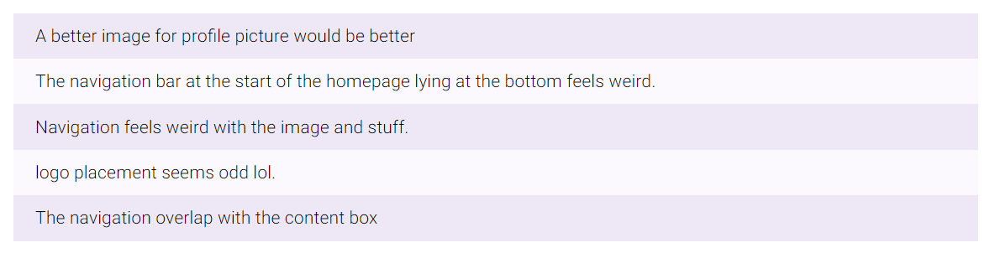 A better image for profile picture would be better
The navigation bar at the start of the homepage lying at the bottom feels weird.
Navigation feels weird with the image and stuff.
logo placement seems odd lol.
The navigation overlap with the content box